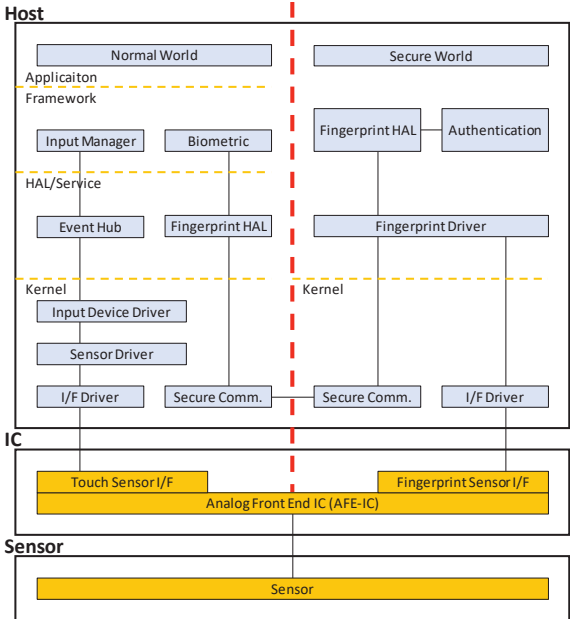 Host
Normal World
Secure World
Applicaiton
Framework
Fingerprint HAL
Authentication
Input Manager
Biometric
HAL/Service
Event Hub
Fingerprint HAL
Fingerprint Driver
Kernel
Kernel
Input Device Driver
Sensor Driver
I/F Driver
Secure Comm.
Secure Comm.
I/F Driver
IC
Touch Sensor I/F
Fingerprint Sensor I/F
Analog Front End IC (AFE-IC)
Sensor
Sensor